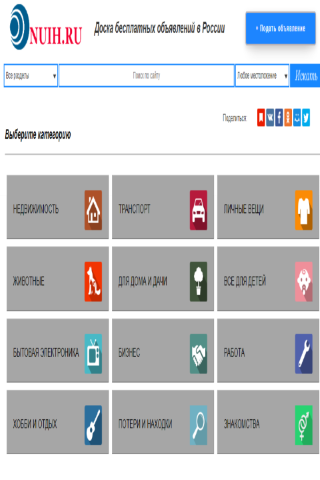 NUIH.RU
Доска бесплатных объявлений в России
+ Подать объявление
Все разделы
Поиск по сайту
Любое местоположение
Искать
Поделиться:
Выберите категорию
НЕДВИЖИМОСТЬ
ТРАНСПОРТ
ЛИЧНЫЕ ВЕЩИ
ЖИВОТНЫЕ
ДЛЯ ДОМА И ДАЧИ
ВСЕ ДЛЯ ДЕТЕЙ
БЫТОВАЯ ЭЛЕКТРОНИКА
БИЗНЕС
РАБОТА
ХОББИ И ОТДЫХ
ПОТЕРИ И НАХОДКИ
ЗНАКОМСТВА